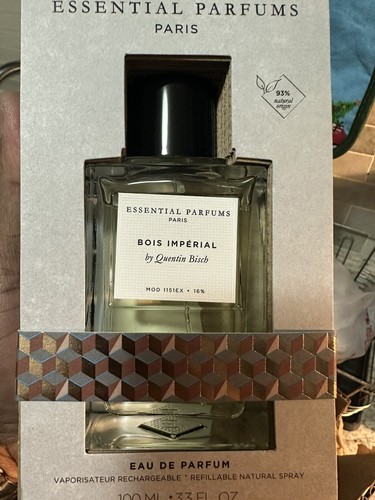 ESSENTIAL PARFUMS
PARIS
93%
natural
origin
ESSENTIAL PARFUMS
PARIS
BOIS IMPÉRIAL
by Quentin Bisch
MOD 1151EX • 16%
EAU DE PARFUM
VAPORISATEUR RECHARGEABLE * REFILLABLE NATURAL SPRAY
100 ML • 3.3 FL. OZ